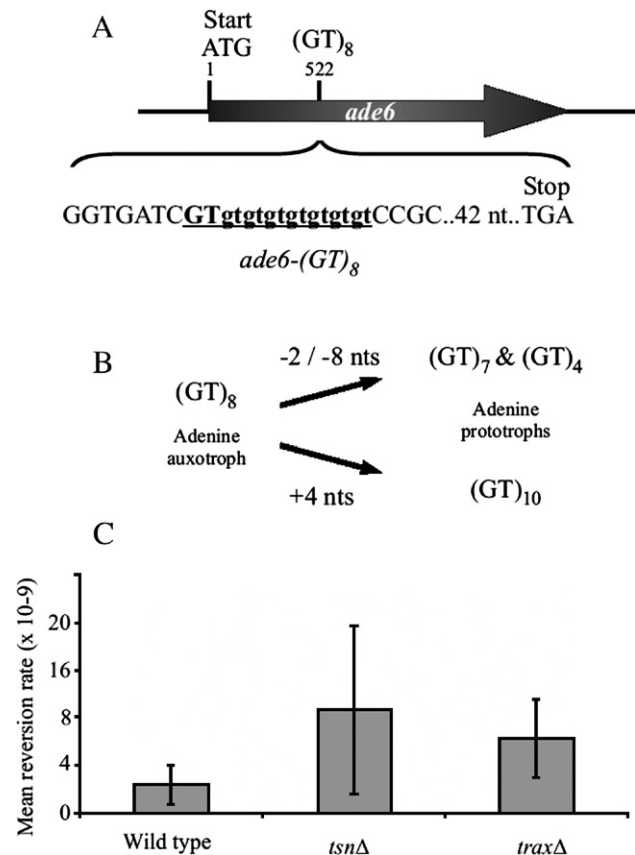 A
Start
ATG
(GT)8
1
522
ade6
Stop
GGTGATCGTgtgtgtgtgtgtgtCCGC..42 nt..TGA
ade6-(GT)8
B
-2 / -8 nts
(GT)7 & (GT)4
(GT)8
Adenine
auxotroph
Adenine
prototrophs
+4 nts
(GT)10
C
Mean reversion rate (x 10-9)
20
16
8
4
0
Wild type
tsnΔ
traxΔ